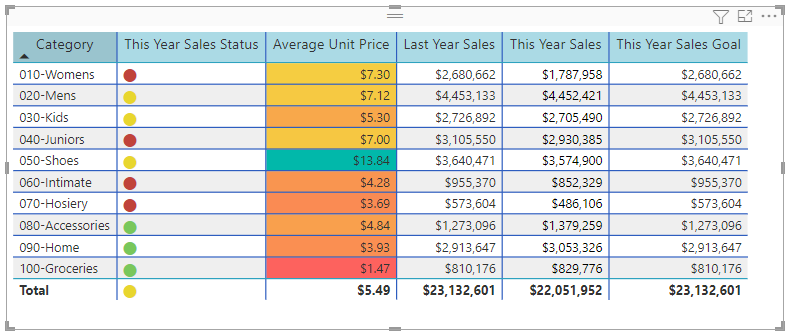 Category This Year Sales Status Average Unit Price Last Year Sales This Year Sales This Year Sales Goal
010-Womens $7.30 $2,680,662 $1,787,958 $2,680,662
020-Mens $7.12 $4,453,133 $4,452,421 $4,453,133
030-Kids $5.30 $2,726,892 $2,705,490 $2,726,892
040-Juniors $7.00 $3,105,550 $2,930,385 $3,105,550
050-Shoes $13.84 $3,640,471 $3,574,900 $3,640,471
060-Intimate $4.28 $955,370 $852,329 $955,370
070-Hosiery $3.69 $573,604 $486,106 $573,604
080-Accessories $4.84 $1,273,096 $1,379,259 $1,273,096
090-Home $3.93 $2,913,647 $3,053,326 $2,913,647
100-Groceries $1.47 $810,176 $829,776 $810,176
Total $5.49 $23,132,601 $22,051,952 $23,132,601